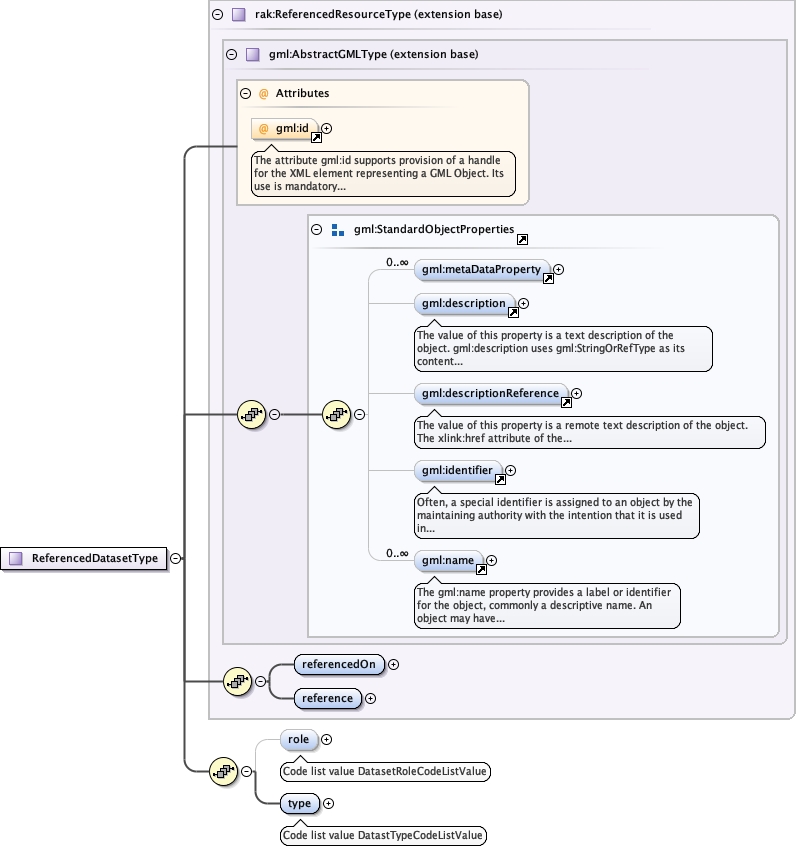 rak:ReferencedResourceType (extension base)
gml:AbstractGMLType (extension base)
@ Attributes
@ gml:id
The attribute gml:id supports provision of a handle
for the XML element representing a GML Object. Its
use is mandatory...
gml:StandardObjectProperties
0..∞
gml:metaDataProperty
gml:description
The value of this property is a text description of the
object. gml:description uses gml:StringOrRefType as its
content...
gml:descriptionReference
The value of this property is a remote text description of the object.
The xlink:href attribute of the...
gml:identifier
Often, a special identifier is assigned to an object by the
maintaining authority with the intention that it is used
in...
ReferencedDatasetType
0..∞
gml:name
The gml:name property provides a label or identifier
for the object, commonly a descriptive name. An
object may have...
referencedOn
reference
role
Code list value DatasetRoleCodeListValue
type
Code list value DatastTypeCodeListValue